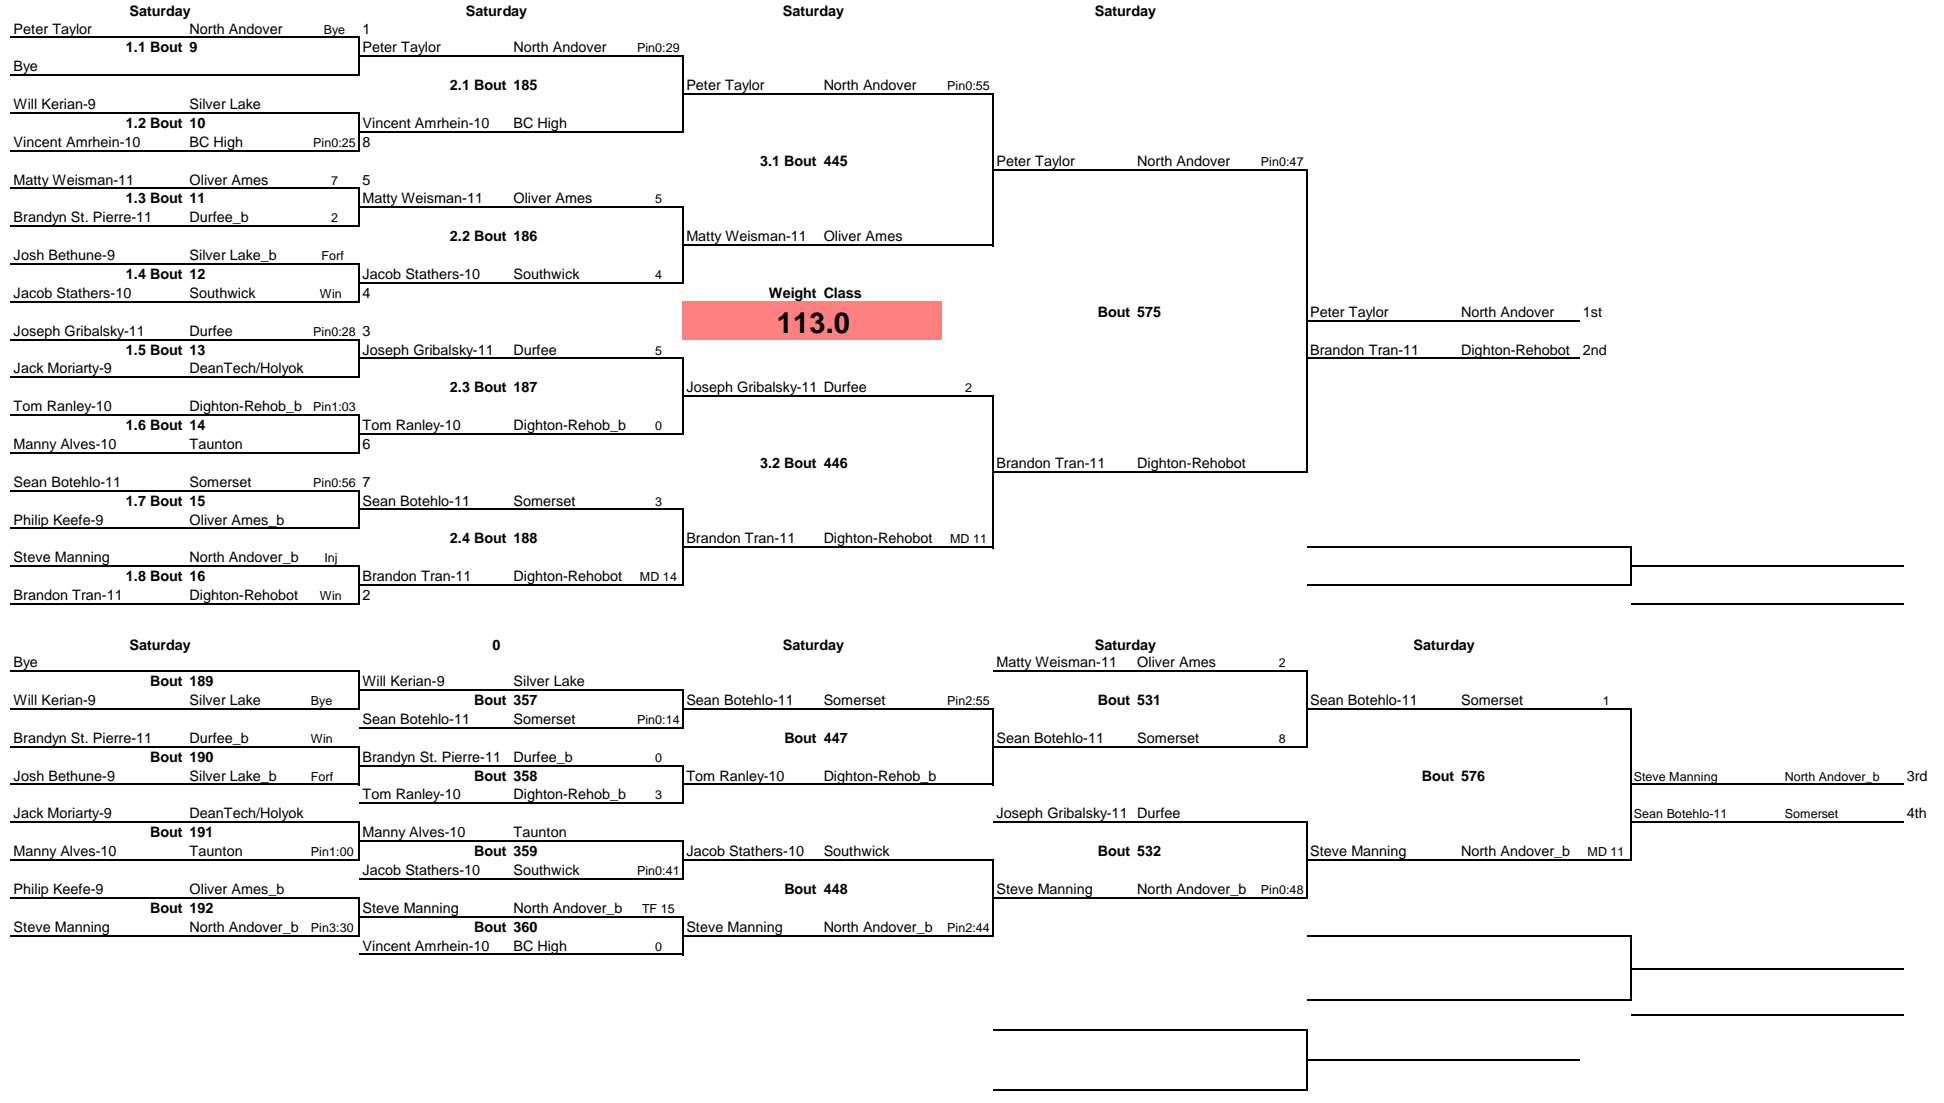 Saturday Saturday Saturday Saturday
Peter Taylor North Andover Bye 1
1.1 Bout 9 Peter Taylor North Andover Pin0:29
Bye
2.1 Bout 185 Peter Taylor North Andover Pin0:55
Will Kerian-9 Silver Lake
1.2 Bout 10 Vincent Amrhein-10 BC High
Vincent Amrhein-10 BC High Pin0:25 8
3.1 Bout 445 Peter Taylor North Andover Pin0:47
Matty Weisman-11 Oliver Ames 7 5
1.3 Bout 11 Matty Weisman-11 Oliver Ames 5
Brandyn St. Pierre-11 Durfee_b 2
2.2 Bout 186 Matty Weisman-11 Oliver Ames
Josh Bethune-9 Silver Lake_b Forf
1.4 Bout 12 Jacob Stathers-10 Southwick 4
Jacob Stathers-10 Southwick Win 4 Weight Class
113.0 Bout 575 Peter Taylor North Andover 1st
Joseph Gribalsky-11 Durfee Pin0:28 3
1.5 Bout 13 Joseph Gribalsky-11 Durfee 5 Brandon Tran-11 Dighton-Rehobot 2nd
Jack Moriarty-9 DeanTech/Holyok
2.3 Bout 187 Joseph Gribalsky-11 Durfee 2
Tom Ranley-10 Dighton-Rehob_b Pin1:03
1.6 Bout 14 Tom Ranley-10 Dighton-Rehob_b 0
Manny Alves-10 Taunton 6
3.2 Bout 446 Brandon Tran-11 Dighton-Rehobot
Sean Botehlo-11 Somerset Pin0:56 7
1.7 Bout 15 Sean Botehlo-11 Somerset 3
Philip Keefe-9 Oliver Ames_b
2.4 Bout 188 Brandon Tran-11 Dighton-Rehobot MD 11
Steve Manning North Andover_b Inj
1.8 Bout 16 Brandon Tran-11 Dighton-Rehobot MD 14
Brandon Tran-11 Dighton-Rehobot Win 2
Saturday 0 Saturday Saturday Saturday
Bye Matty Weisman-11 Oliver Ames 2
Bout 189 Will Kerian-9 Silver Lake
Will Kerian-9 Silver Lake Bye Bout 357 Sean Botehlo-11 Somerset Pin2:55 Bout 531 Sean Botehlo-11 Somerset 1
Sean Botehlo-11 Somerset Pin0:14
Brandyn St. Pierre-11 Durfee_b Win Bout 447 Sean Botehlo-11 Somerset 8
Bout 190 Brandyn St. Pierre-11 Durfee_b 0
Josh Bethune-9 Silver Lake_b Forf Bout 358 Tom Ranley-10 Dighton-Rehob_b Bout 576 Steve Manning North Andover_b 3rd
Tom Ranley-10 Dighton-Rehob_b 3
Jack Moriarty-9 DeanTech/Holyok Joseph Gribalsky-11 Durfee Sean Botehlo-11 Somerset 4th
Bout 191 Manny Alves-10 Taunton
Manny Alves-10 Taunton Pin1:00 Bout 359 Jacob Stathers-10 Southwick Bout 532 Steve Manning North Andover_b MD 11
Jacob Stathers-10 Southwick Pin0:41
Philip Keefe-9 Oliver Ames_b Bout 448 Steve Manning North Andover_b Pin0:48
Bout 192 Steve Manning North Andover_b TF 15
Steve Manning North Andover_b Pin3:30 Bout 360 Steve Manning North Andover_b Pin2:44
Vincent Amrhein-10 BC High 0